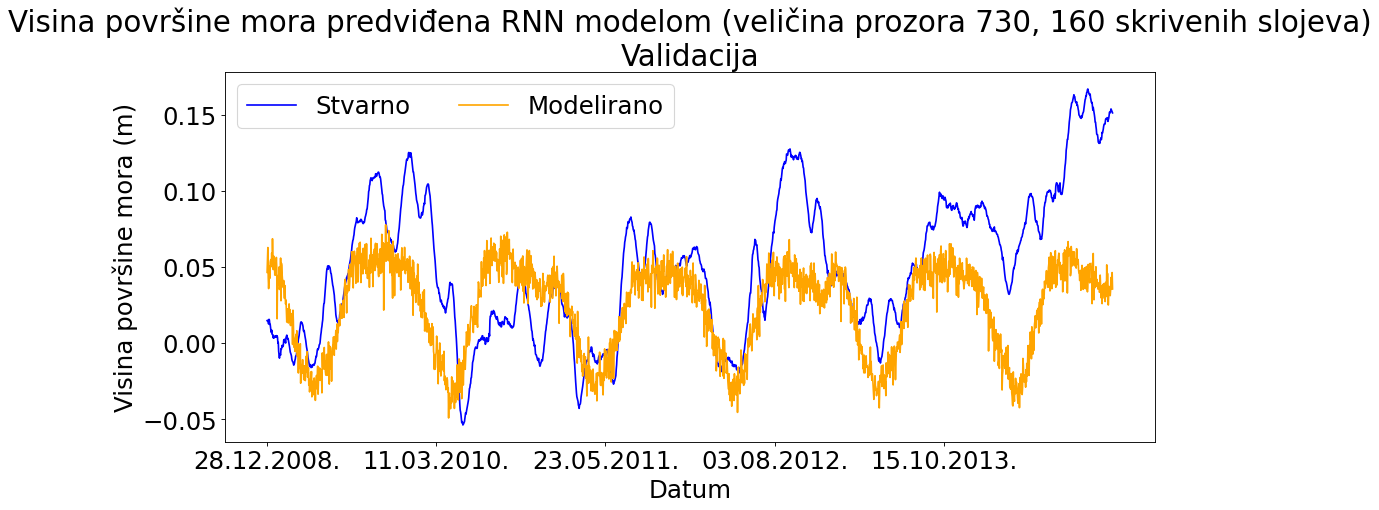 Visina površine mora predviđena RNN modelom (veličina prozora 730, 160 skrivenih slojeva)
Validacija
Stvarno Modelirano
Visina površine mora (m)
0.15
0.10
0.05
0.00
−0.05
28.12.2008. 11.03.2010. 23.05.2011. 03.08.2012. 15.10.2013.
Datum